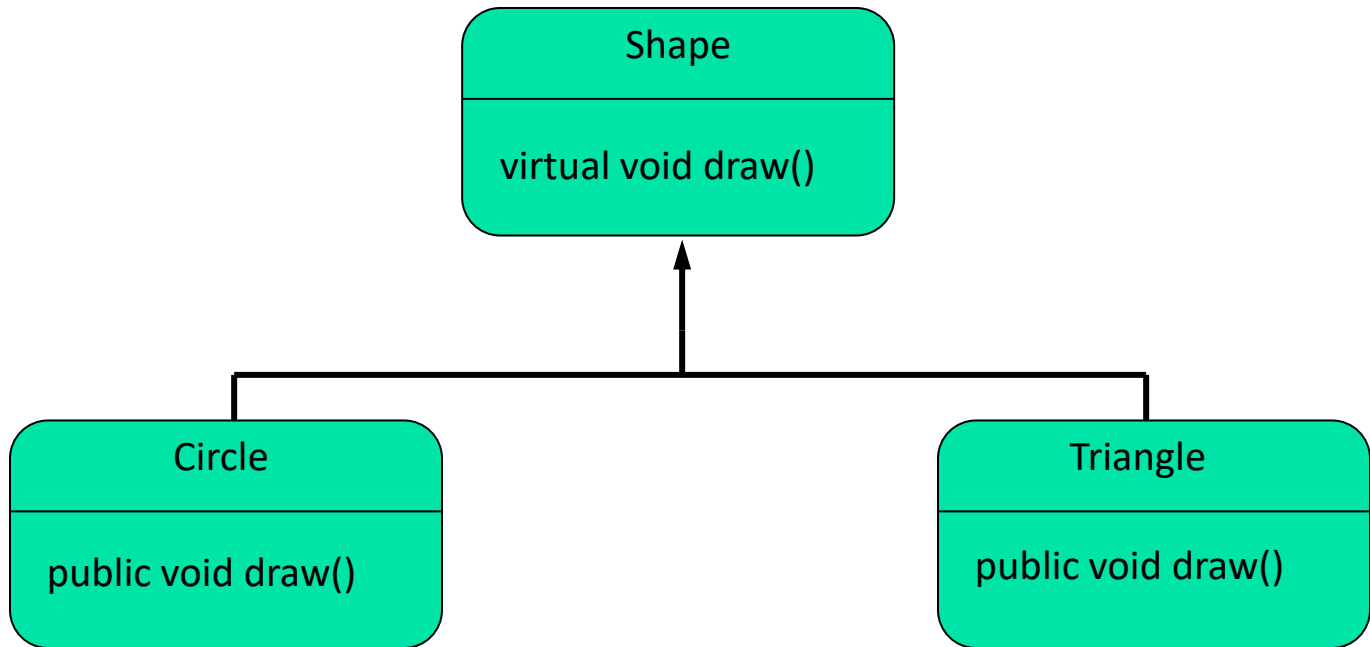 Shape
virtual void draw()
Circle
public void draw()
Triangle
public void draw()